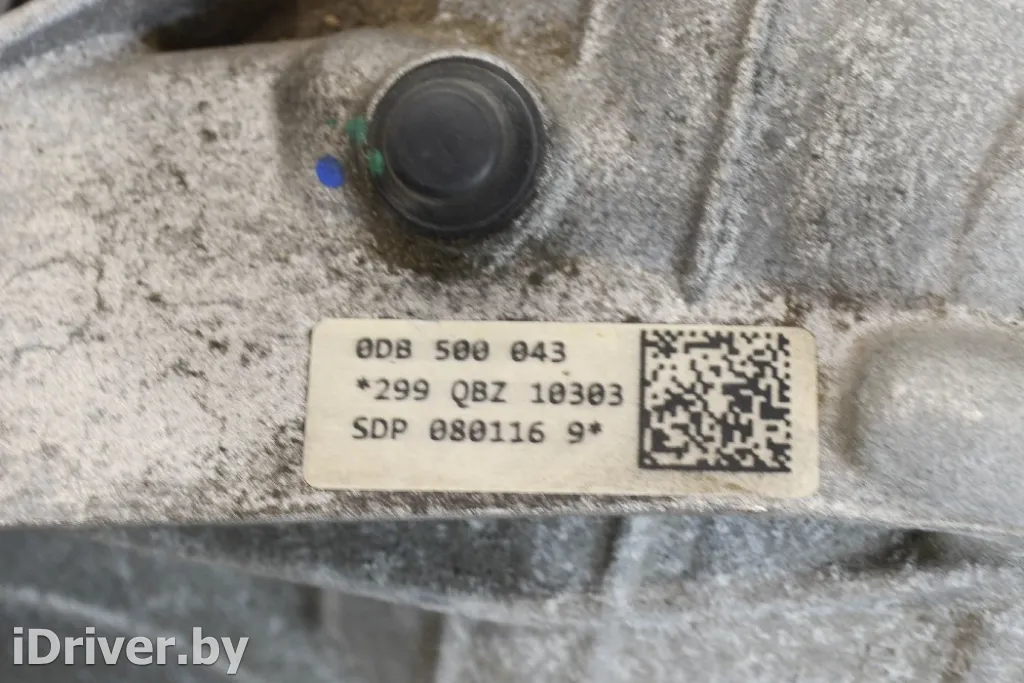 0DB 500 043
*299 QBZ 10303
SDP 080116 9*
iDriver.by